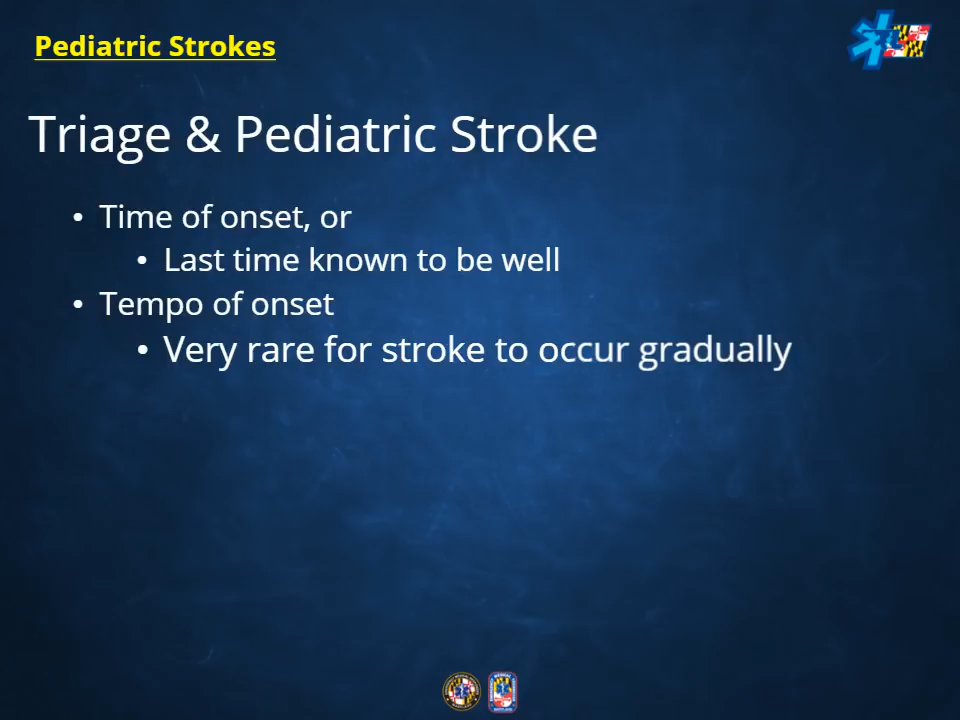 Pediatric Strokes
Triage & Pediatric Stroke
• Time of onset, or
• Last time known to be well
• Tempo of onset
• Very rare for stroke to occur gradually